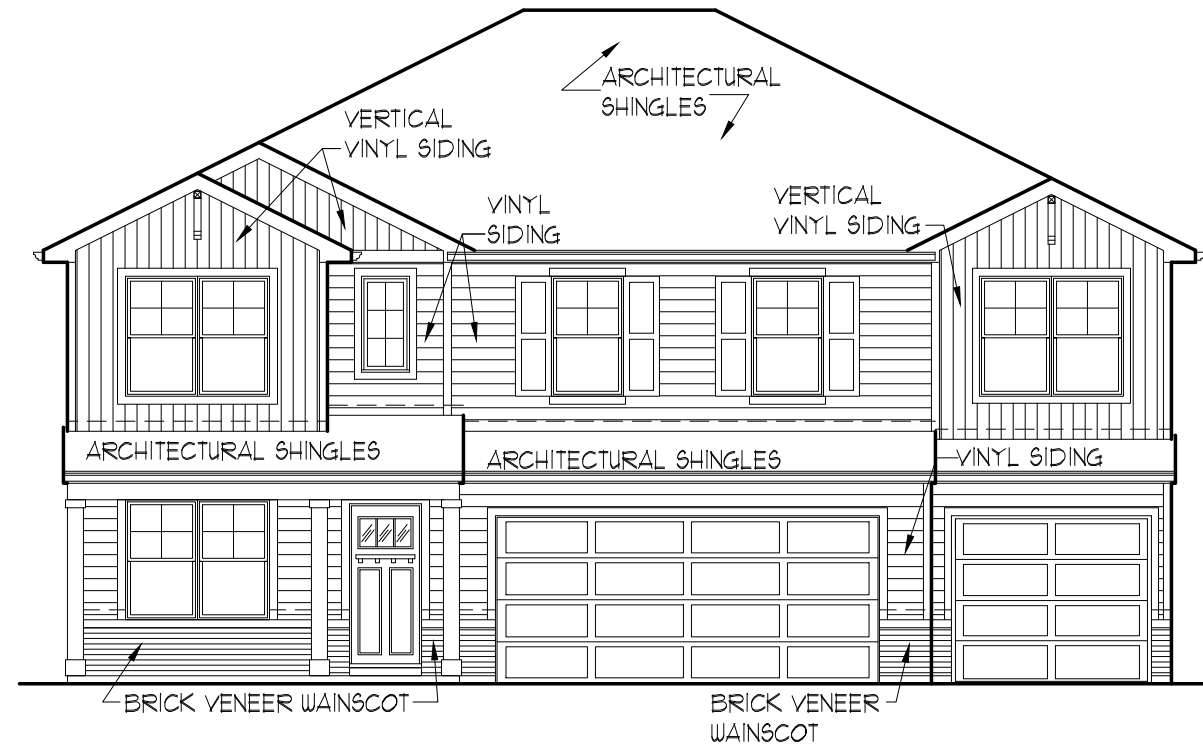 ARCHITECTURAL
SHINGLES
VERTICAL
VINYL SIDING
VINYL
SIDING
VERTICAL
VINYL SIDING
ARCHITECTURAL SHINGLES
ARCHITECTURAL SHINGLES
VINYL SIDING
BRICK VENEER WAINSCOT
BRICK VENEER
WAINSCOT